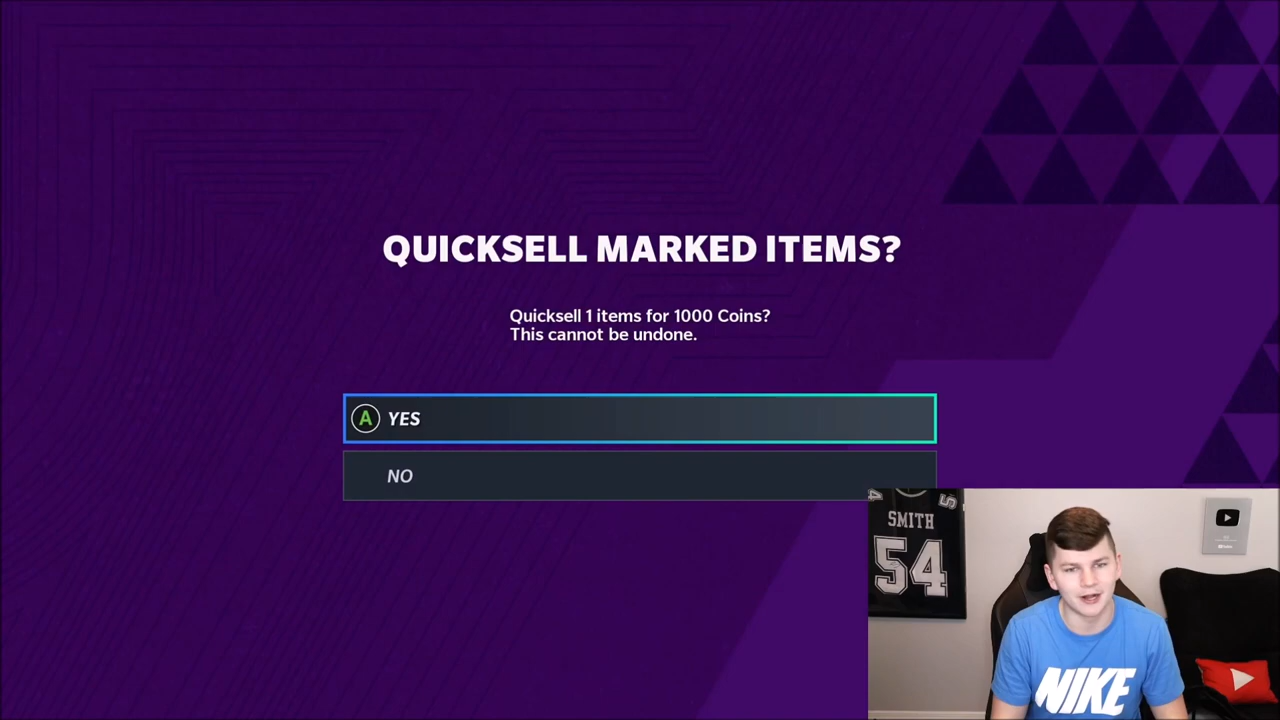 QUICKSELL MARKED ITEMS?
Quicksell 1 items for 1000 Coins?
This cannot be undone.
A YES
NO
SMITH
54
NIKE